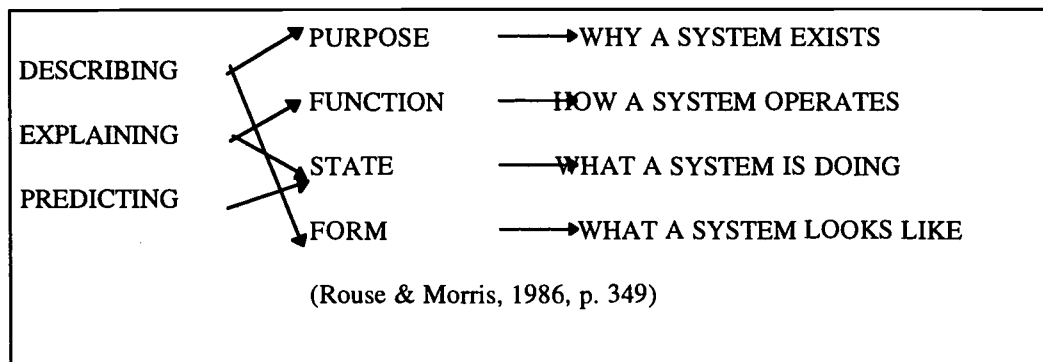 PURPOSE WHY A SYSTEM EXISTS
DESCRIBING
FUNCTION HOW A SYSTEM OPERATES
EXPLAINING
STATE WHAT A SYSTEM IS DOING
PREDICTING
FORM WHAT A SYSTEM LOOKS LIKE
(Rouse & Morris, 1986, p. 349)